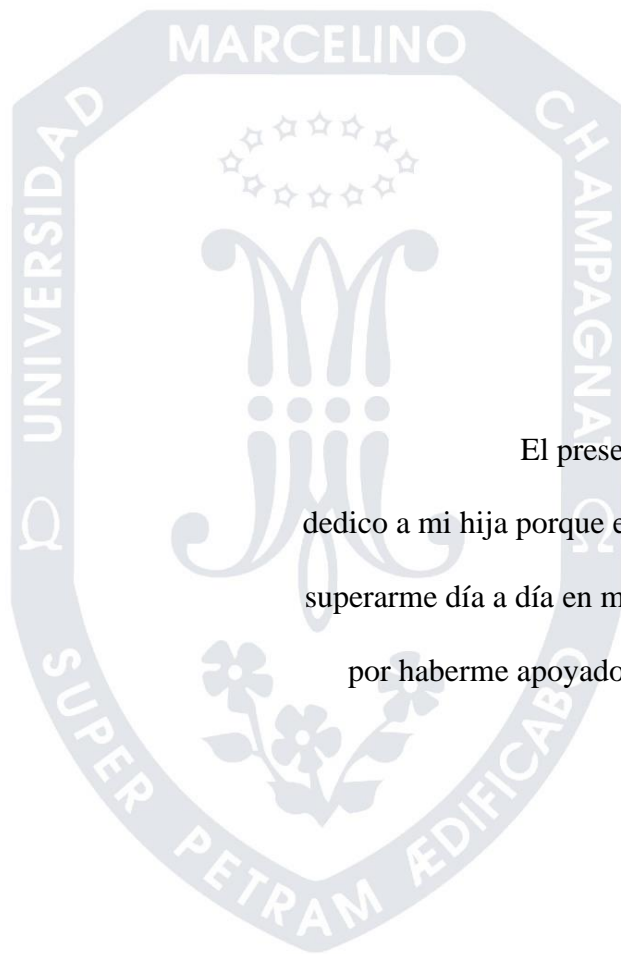 UNIVERSIDAD
MARCELINO
CHAMPAGNAT
El prese
dedico a mi hija porque e
superarme día a día en m
por haberme apoyado
Ω SUPER PETRAM ÆDIFICABO Ω